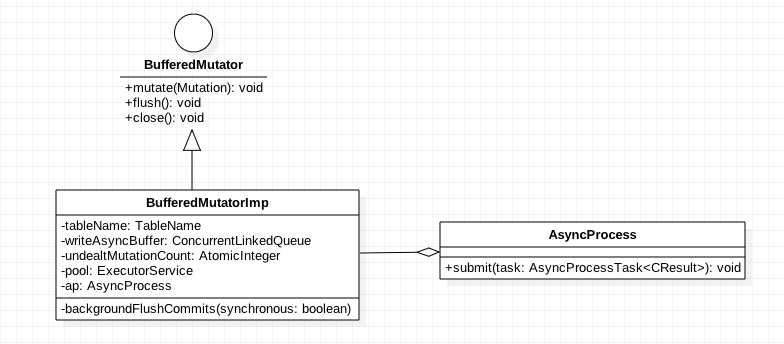 BufferedMutator
+mutate(Mutation): void
+flush(): void
+close(): void
BufferedMutatorImp
-tableName: TableName
-writeAsyncBuffer: ConcurrentLinkedQueue
-undealtMutationCount: AtomicInteger
-pool: ExecutorService
-ap: AsyncProcess
-backgroundFlushCommits(synchronous: boolean)
AsyncProcess
+submit(task: AsyncProcessTask<CResult>): void